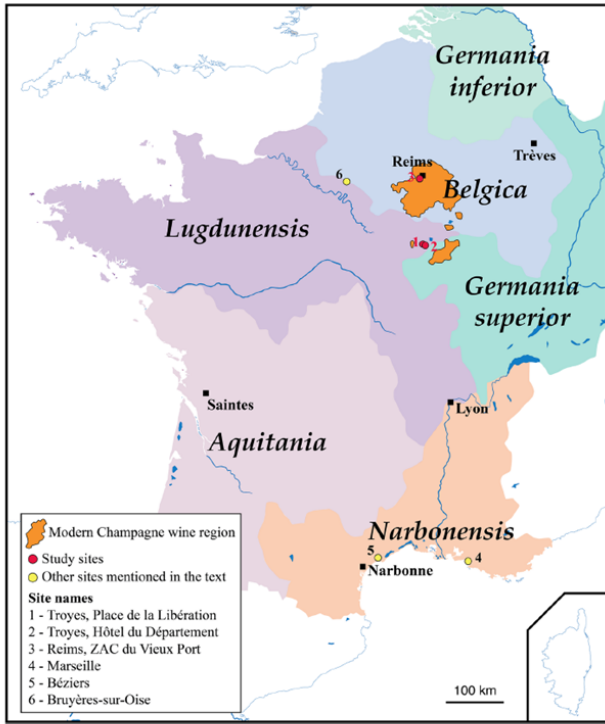 Germania
inferior
Trèves
Reims
6
3
Belgica
Lugdunensis
1
2
Germania
superior
Saintes
Lyon
Aquitania
Narbonensis
5
4
Narbonne
Modern Champagne wine region
Study sites
Other sites mentioned in the text
Site names
1 - Troyes, Place de la Libération
2 - Troyes, Hôtel du Département
3 - Reims, ZAC du Vieux Port
4 - Marseille
5 - Béziers
6 - Bruyères-sur-Oise
100 km